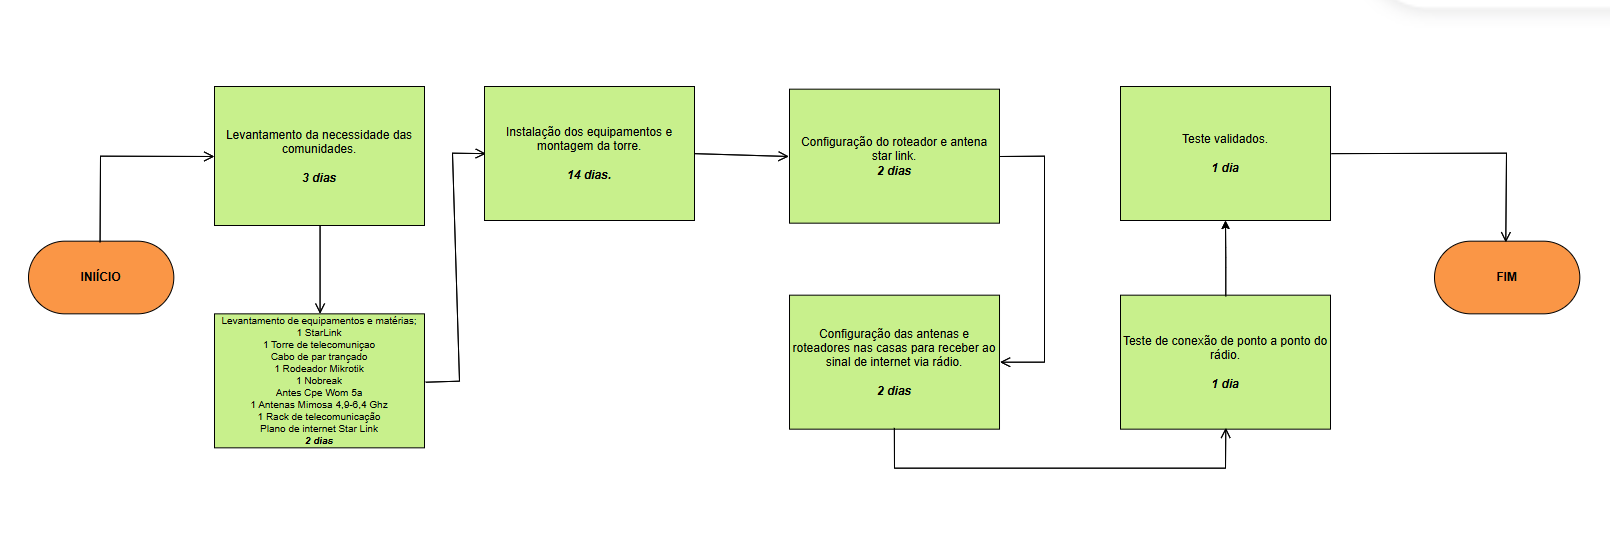 INIÍCIO
Levantamento da necessidade das
comunidades.
3 dias
Levantamento de equipamentos e matérias;
1 StarLink
1 Torre de telecomuniçao
Cabo de par trançado
1 Rodeador Mikrotik
1 Nobreak
Antes Cpe Wom 5a
1 Antenas Mimosa 4,9-6,4 Ghz
1 Rack de telecomunicação
Plano de internet Star Link
2 dias
Instalação dos equipamentos e
montagem da torre.
14 dias.
Configuração do roteador e antena
star link.
2 dias
Configuração das antenas e
roteadores nas casas para receber ao
sinal de internet via rádio.
2 dias
Teste de conexão de ponto a ponto do
rádio.
1 dia
Teste validados.
1 dia
FIM